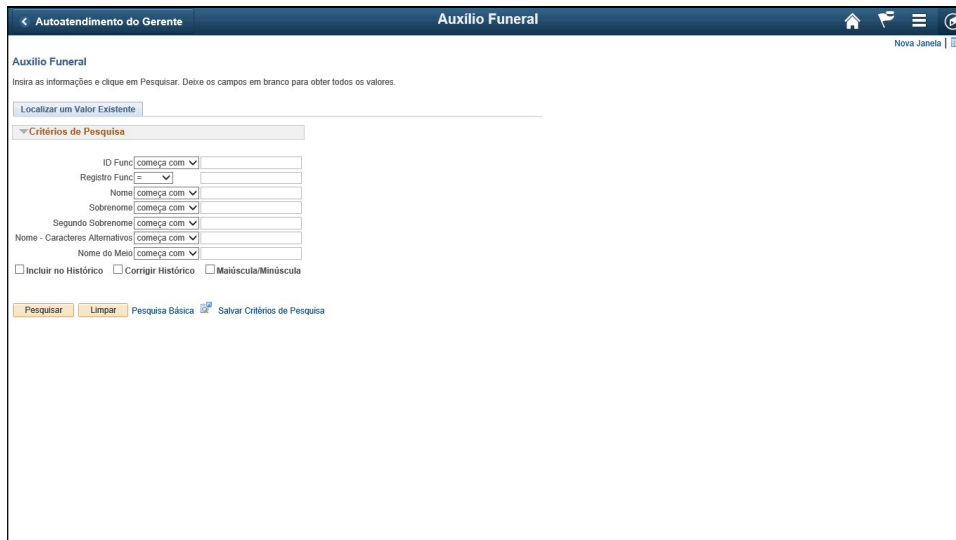 Autoatendimento do Gerente
Auxílio Funeral
Nova Janela |
Auxílio Funeral
Insira as informações e clique em Pesquisar. Deixe os campos em branco para obter todos os valores.
Localizar um Valor Existente
Critérios de Pesquisa
ID Func começa com
Registro Func =
Nome começa com
Sobrenome começa com
Segundo Sobrenome começa com
Nome - Caracteres Alternativos começa com
Nome do Meio começa com
Incluir no Histórico Corrigir Histórico Maiúscula/Minúscula
Pesquisar Limpar Pesquisa Básica Salvar Critérios de Pesquisa